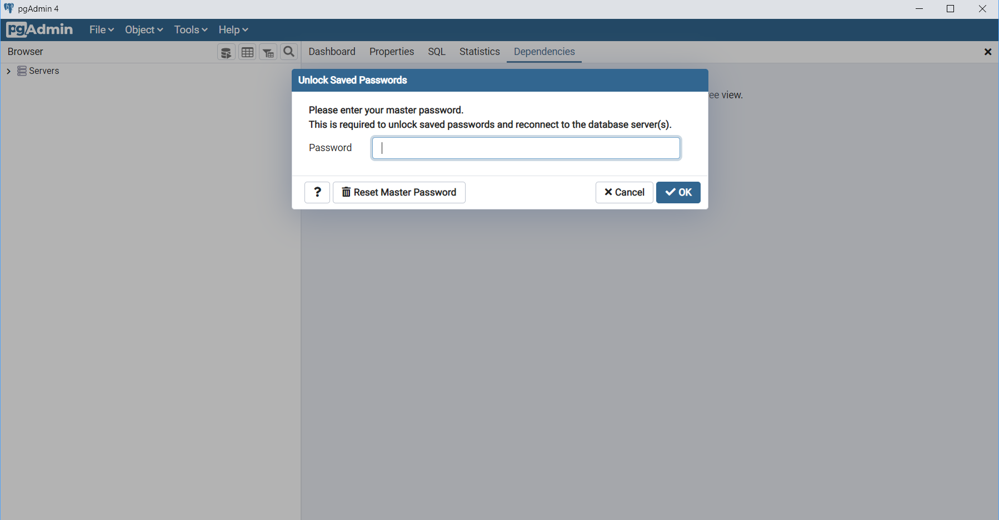 pgAdmin 4
pgAdmin File Object Tools Help
Browser Dashboard Properties SQL Statistics Dependencies
Servers
Unlock Saved Passwords
view.
Please enter your master password.
This is required to unlock saved passwords and reconnect to the database server(s).
Password
? Reset Master Password Cancel OK